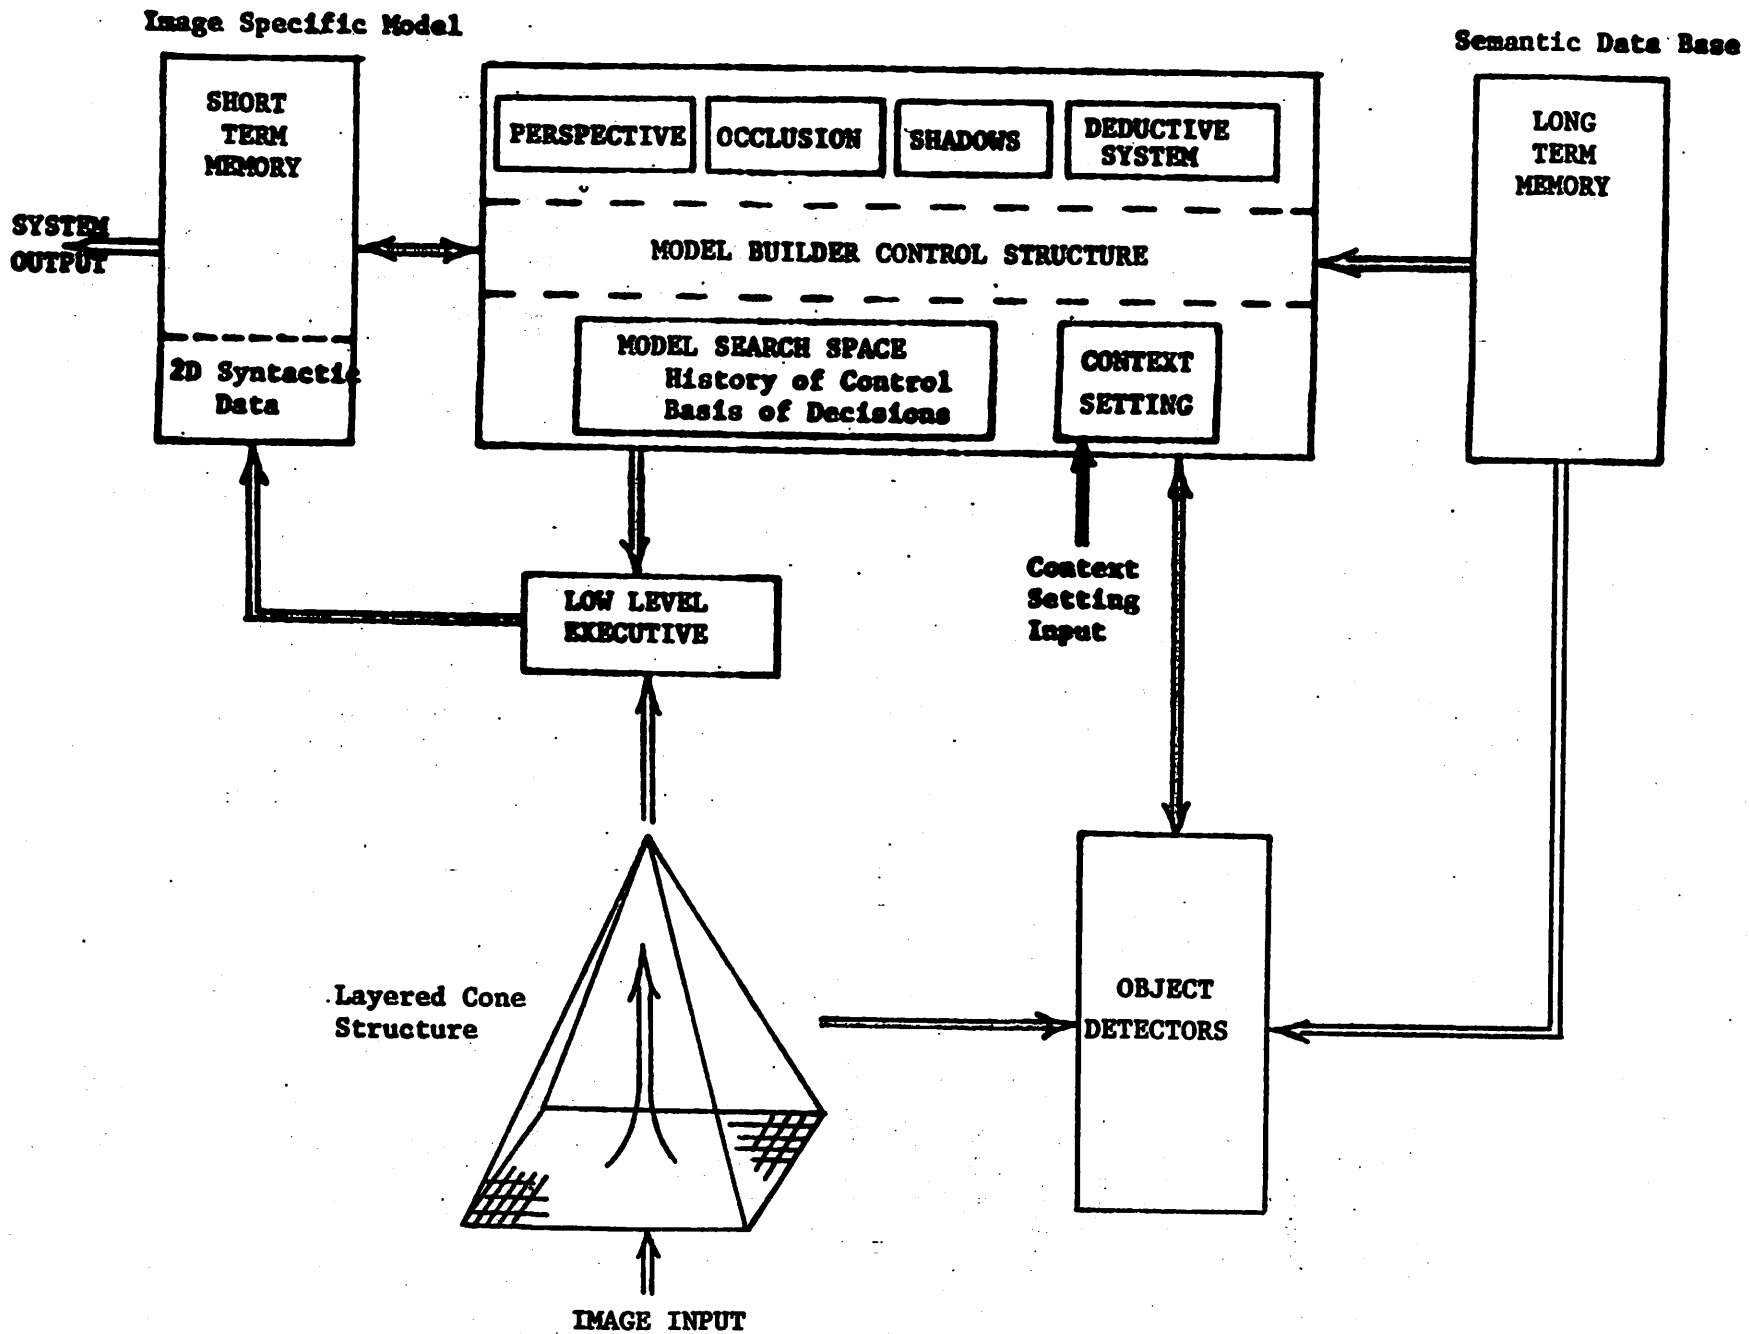 Image Specific Model
Semantic Data Base
SHORT
TERM
MEMORY
PERSPECTIVE
OCCLUSION
SHADOWS
DEDUCTIVE
SYSTEM
LONG
TERM
MEMORY
SYSTEM
OUTPUT
MODEL BUILDER CONTROL STRUCTURE
2D Syntactic
Data
MODEL SEARCH SPACE
History of Control
Basis of Decisions
CONTEXT
SETTING
Context
Setting
Input
LOW LEVEL
EXECUTIVE
Layered Cone
Structure
OBJECT
DETECTORS
IMAGE INPUT